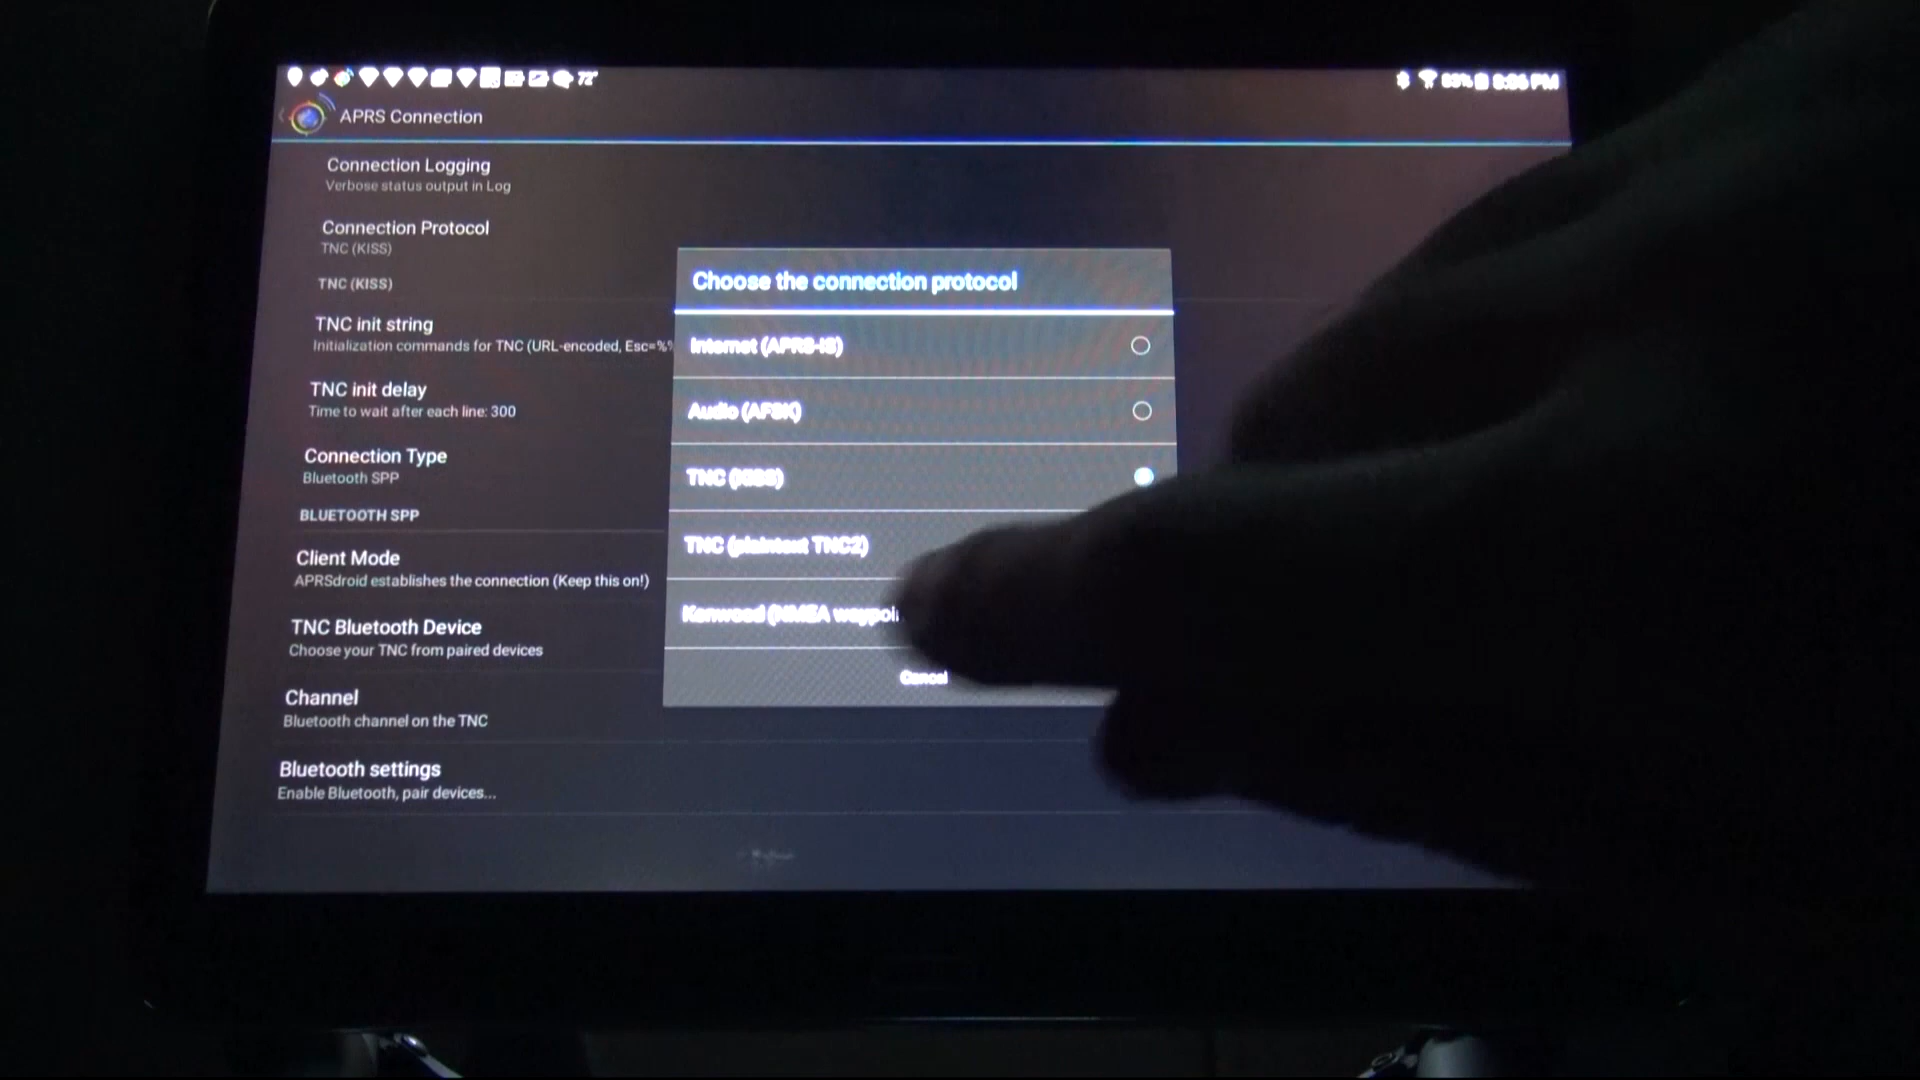 72°
8:06 PM
APRS Connection
Connection Logging
Verbose status output in Log
Connection Protocol
TNC (KISS)
TNC (KISS)
TNC init string
Initialization commands for TNC (URL-encoded, Esc=%
TNC init delay
Time to wait after each line: 300
Connection Type
Bluetooth SPP
BLUETOOTH SPP
Client Mode
APRSdroid establishes the connection (Keep this on!)
TNC Bluetooth Device
Choose your TNC from paired devices
Channel
Bluetooth channel on the TNC
Bluetooth settings
Enable Bluetooth, pair devices...
Choose the connection protocol
Internet (APRS-IS)
Audio (AFSK)
TNC (KISS)
TNC (plaintext TNC2)
Kenwood (NMEA
Cancel